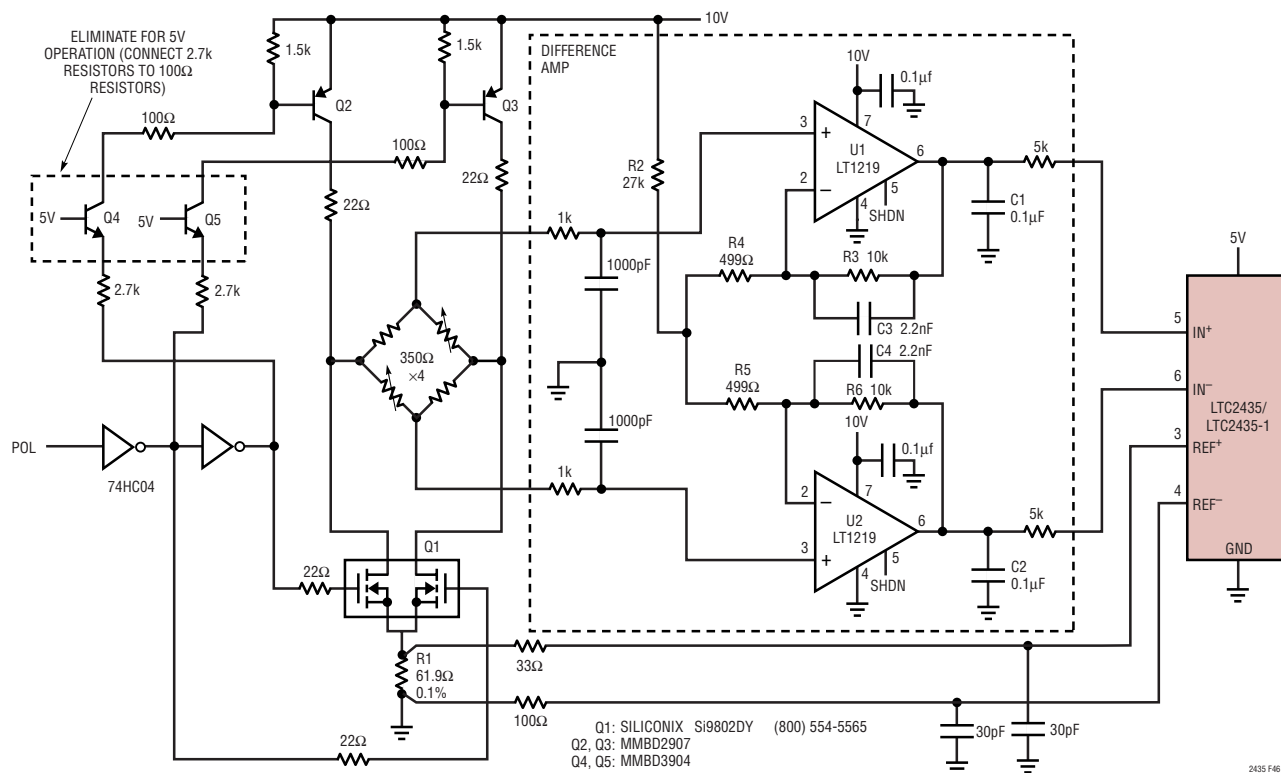 10V
ELIMINATE FOR 5V
OPERATION (CONNECT 2.7k
RESISTORS TO 100Ω
RESISTORS)
1.5k
1.5k
DIFFERENCE
AMP
10V
0.1µf
Q2
Q3
100Ω
100Ω
3
+
7
U1
LT1219
6
5k
2
−
5
4
SHDN
R2
27k
22Ω
22Ω
C1
0.1µF
5V
Q4
5V
Q5
1k
R4
499Ω
R3 10k
5V
2.7k
2.7k
1000pF
C3 2.2nF
C4 2.2nF
5
IN+
350Ω
×4
R5
499Ω
R6 10k
6
IN−
LTC2435/
LTC2435-1
1000pF
10V
0.1µf
3
REF+
POL
74HC04
1k
2
−
7
U2
LT1219
6
5k
4
REF−
3
+
5
4
SHDN
GND
Q1
22Ω
C2
0.1µF
R1
61.9Ω
0.1%
33Ω
100Ω
22Ω
30pF
30pF
Q1: SILICONIX Si9802DY (800) 554-5565
Q2, Q3: MMBD2907
Q4, Q5: MMBD3904
2435 F46